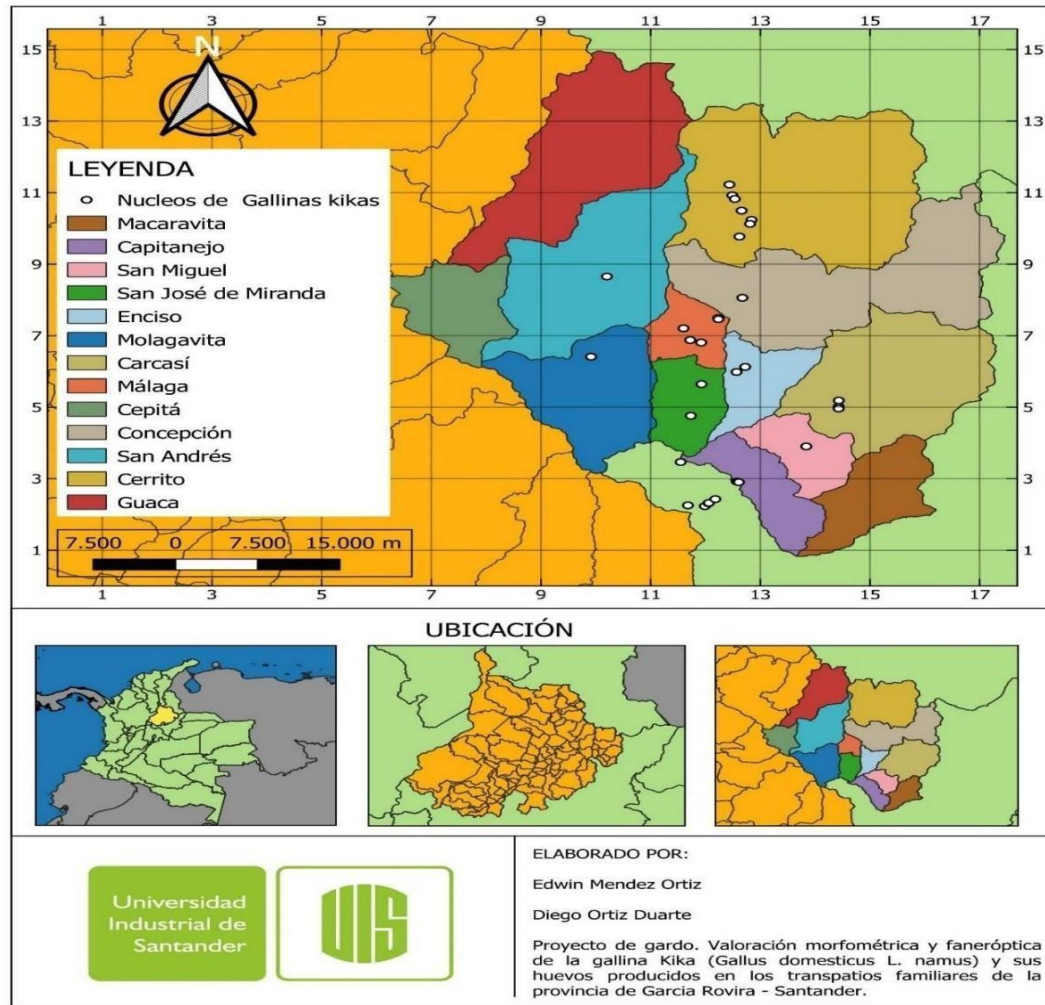 1 3 5 7 9 11 13 15 17
N
15 15
13 13
11 11
9 9
7 7
5 5
3 3
1 1
LEYENDA
Nucleos de Gallinas kikas
Macaravita
Capitanejo
San Miguel
San José de Miranda
Enciso
Molagavita
Carcasí
Málaga
Cepitá
Concepción
San Andrés
Cerrito
Guaca
7.500 0 7.500 15.000 m
1 3 5 7 9 11 13 15 17
UBICACIÓN
Universidad
Industrial de
Santander
UIS
ELABORADO POR:
Edwin Mendez Ortiz
Diego Ortiz Duarte
Proyecto de gardo. Valoración morfométrica y faneróptica
de la gallina Kika (Gallus domesticus L. namus) y sus
huevos producidos en los transpatios familiares de la
provincia de Garcia Rovira - Santander.